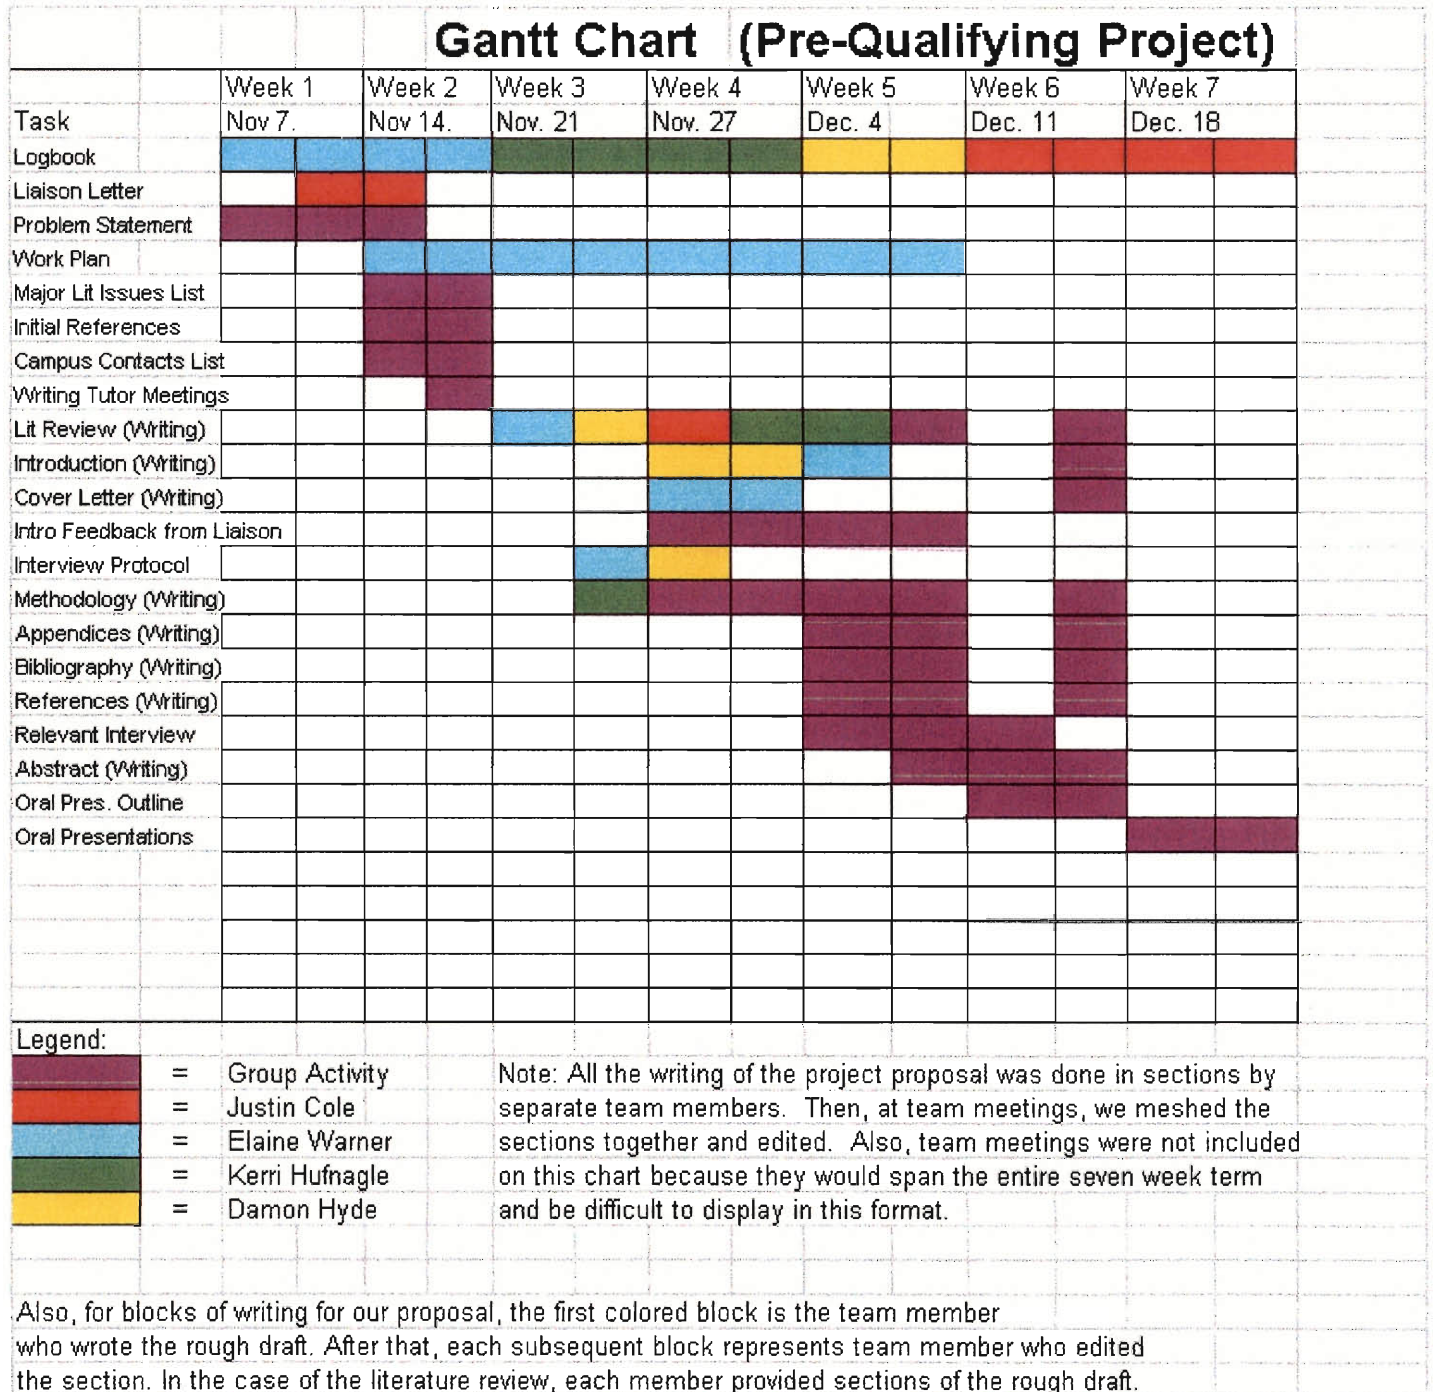 Gantt Chart (Pre-Qualifying Project)
Week 1 Week 2 Week 3 Week 4 Week 5 Week 6 Week 7
Task Nov 7. Nov 14. Nov. 21 Nov. 27 Dec. 4 Dec. 11 Dec. 18
Logbook
Liaison Letter
Problem Statement
Work Plan
Major Lit Issues List
Initial References
Campus Contacts List
Writing Tutor Meetings
Lit Review (Writing)
Introduction (Writing)
Cover Letter (Writing)
Intro Feedback from Liaison
Interview Protocol
Methodology (Writing)
Appendices (Writing)
Bibliography (Writing)
References (Writing)
Relevant Interview
Abstract (Writing)
Oral Pres. Outline
Oral Presentations
Legend:
= Group Activity
= Justin Cole
= Elaine Warner
= Kerri Hufnagle
= Damon Hyde
Note: All the writing of the project proposal was done in sections by
separate team members. Then, at team meetings, we meshed the
sections together and edited. Also, team meetings were not included
on this chart because they would span the entire seven week term
and be difficult to display in this format.
Also, for blocks of writing for our proposal, the first colored block is the team member
who wrote the rough draft. After that, each subsequent block represents team member who edited
the section. In the case of the literature review, each member provided sections of the rough draft.